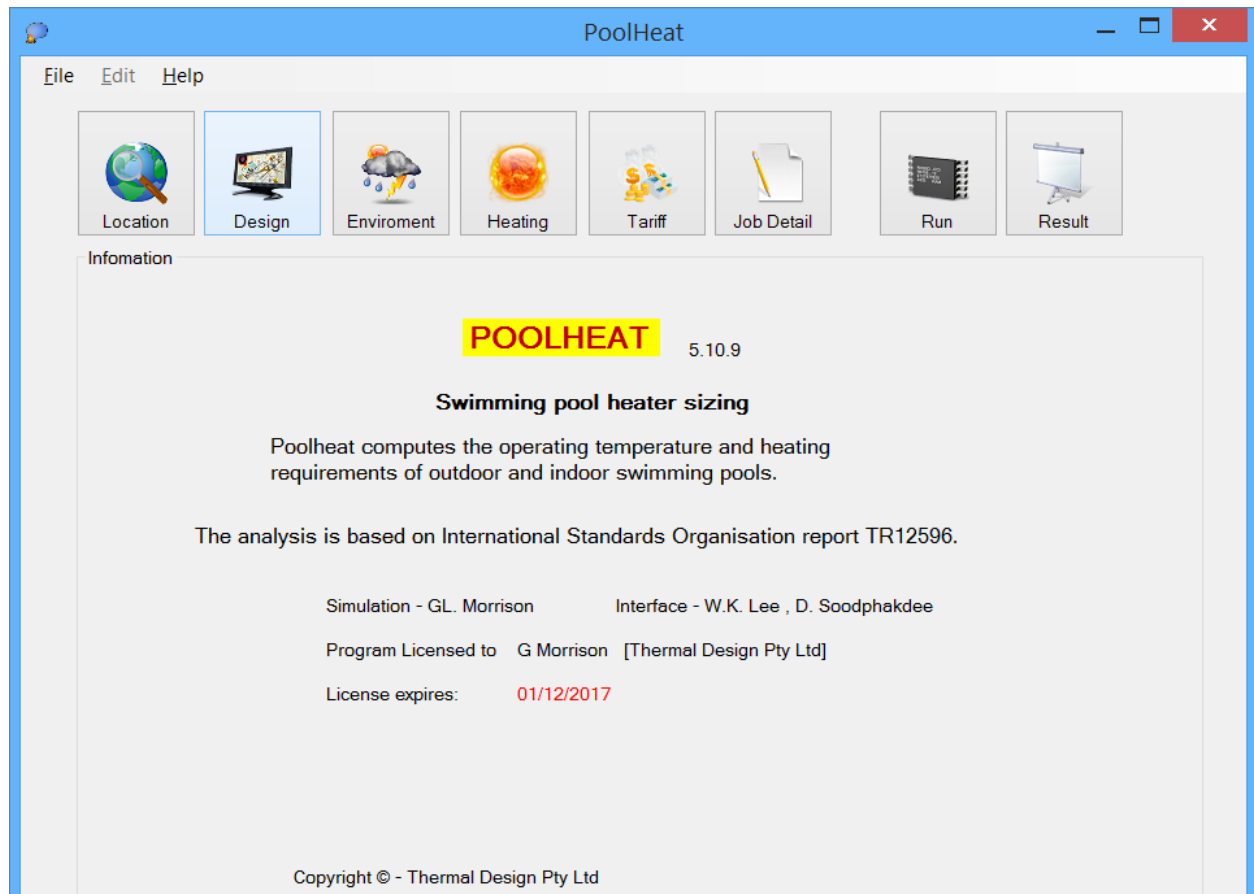 PoolHeat
File Edit Help
Location Design Enviroment Heating Tariff Job Detail Run Result
Infomation
POOLHEAT 5.10.9
Swimming pool heater sizing
Poolheat computes the operating temperature and heating
requirements of outdoor and indoor swimming pools.
The analysis is based on International Standards Organisation report TR12596.
Simulation - GL. Morrison Interface - W.K. Lee , D. Soodphakdee
Program Licensed to G Morrison [Thermal Design Pty Ltd]
License expires: 01/12/2017
Copyright © - Thermal Design Pty Ltd